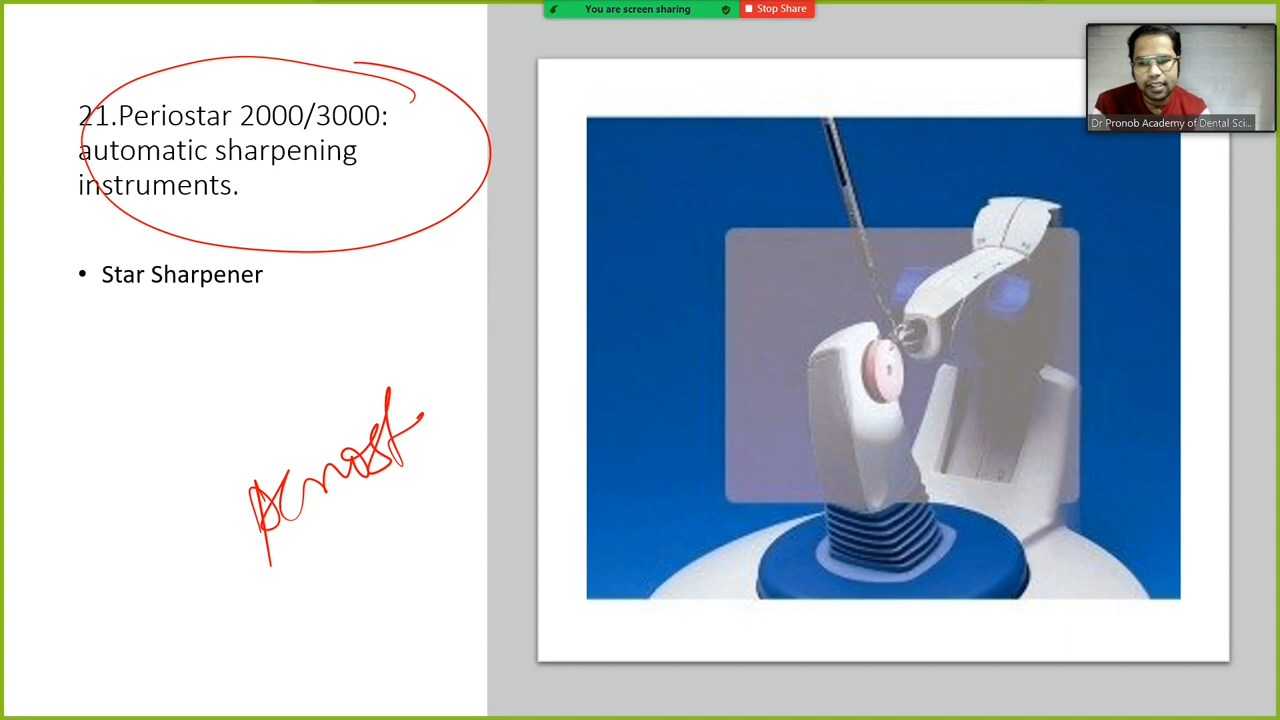 You are screen sharing
Stop Share
Dr Pronob Academy of Dental Sci...
21.Periostar 2000/3000:
automatic sharpening
instruments.
• Star Sharpener